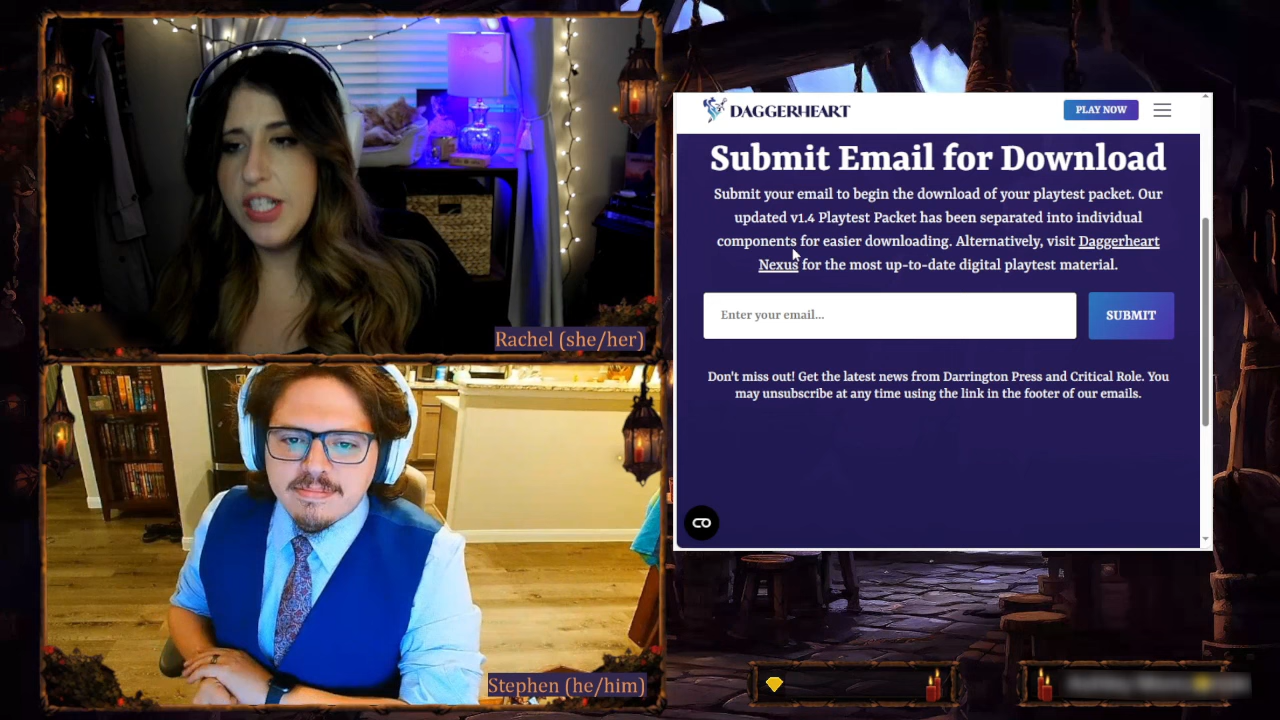 Rachel (she/her)
Stephen (he/him)
DAGGERHEART
PLAY NOW
Submit Email for Download
Submit your email to begin the download of your playtest packet. Our
updated v1.4 Playtest Packet has been separated into individual
components for easier downloading. Alternatively, visit Daggerheart
Nexus for the most up-to-date digital playtest material.
Enter your email...
SUBMIT
Don't miss out! Get the latest news from Darrington Press and Critical Role. You
may unsubscribe at any time using the link in the footer of our emails.